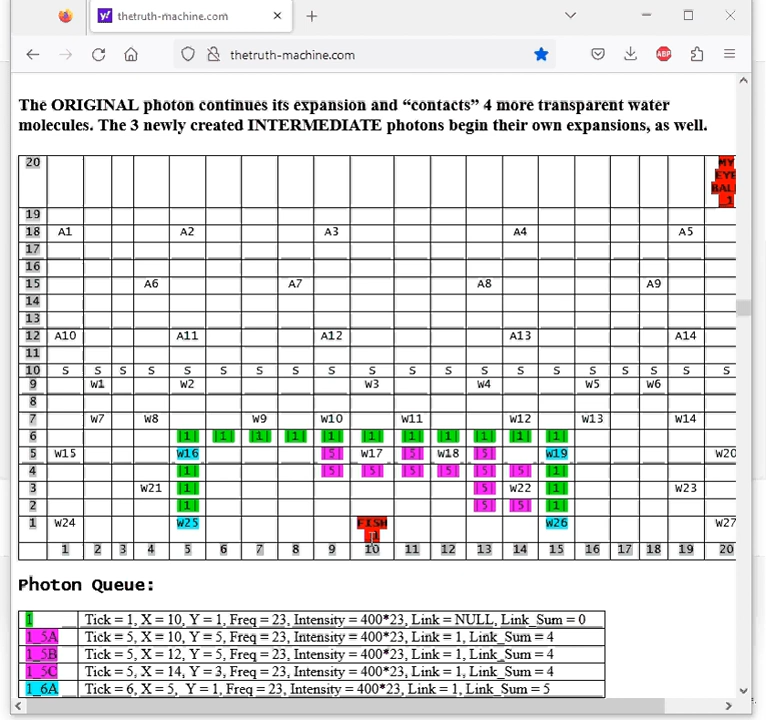 thetruth-machine.com
thetruth-machine.com
ABP
The ORIGINAL photon continues its expansion and “contacts” 4 more transparent water
molecules. The 3 newly created INTERMEDIATE photons begin their own expansions, as well.
20 MY
EYE
BALL
_1
19
18 A1 A2 A3 A4 A5
17
16
15 A6 A7 A8 A9
14
13
12 A10 A11 A12 A13 A14
11
10 S S S S S S S S S S S S S S S S S S S S
9 W1 W2 W3 W4 W5 W6
8
7 W7 W8 W9 W10 W11 W12 W13 W14
6 |1| |1| |1| |1| |1| |1| |1| |1| |1| |1| |1|
5 W15 W16 |5| W17 |5| W18 |5| W19 W20
4 |1| |5| |5| |5| |5| |5| |5| |1|
3 W21 |1| |5| W22 |1| W23
2 |1| |5| |5| |1|
1 W24 W25 FISH W26 W27
_1
1 2 3 4 5 6 7 8 9 10 11 12 13 14 15 16 17 18 19 20
Photon Queue:
1 Tick = 1, X = 10, Y = 1, Freq = 23, Intensity = 400*23, Link = NULL, Link_Sum = 0
1_5A Tick = 5, X = 10, Y = 5, Freq = 23, Intensity = 400*23, Link = 1, Link_Sum = 4
1_5B Tick = 5, X = 12, Y = 5, Freq = 23, Intensity = 400*23, Link = 1, Link_Sum = 4
1_5C Tick = 5, X = 14, Y = 3, Freq = 23, Intensity = 400*23, Link = 1, Link_Sum = 4
1_6A Tick = 6, X = 5, Y = 1, Freq = 23, Intensity = 400*23, Link = 1, Link_Sum = 5